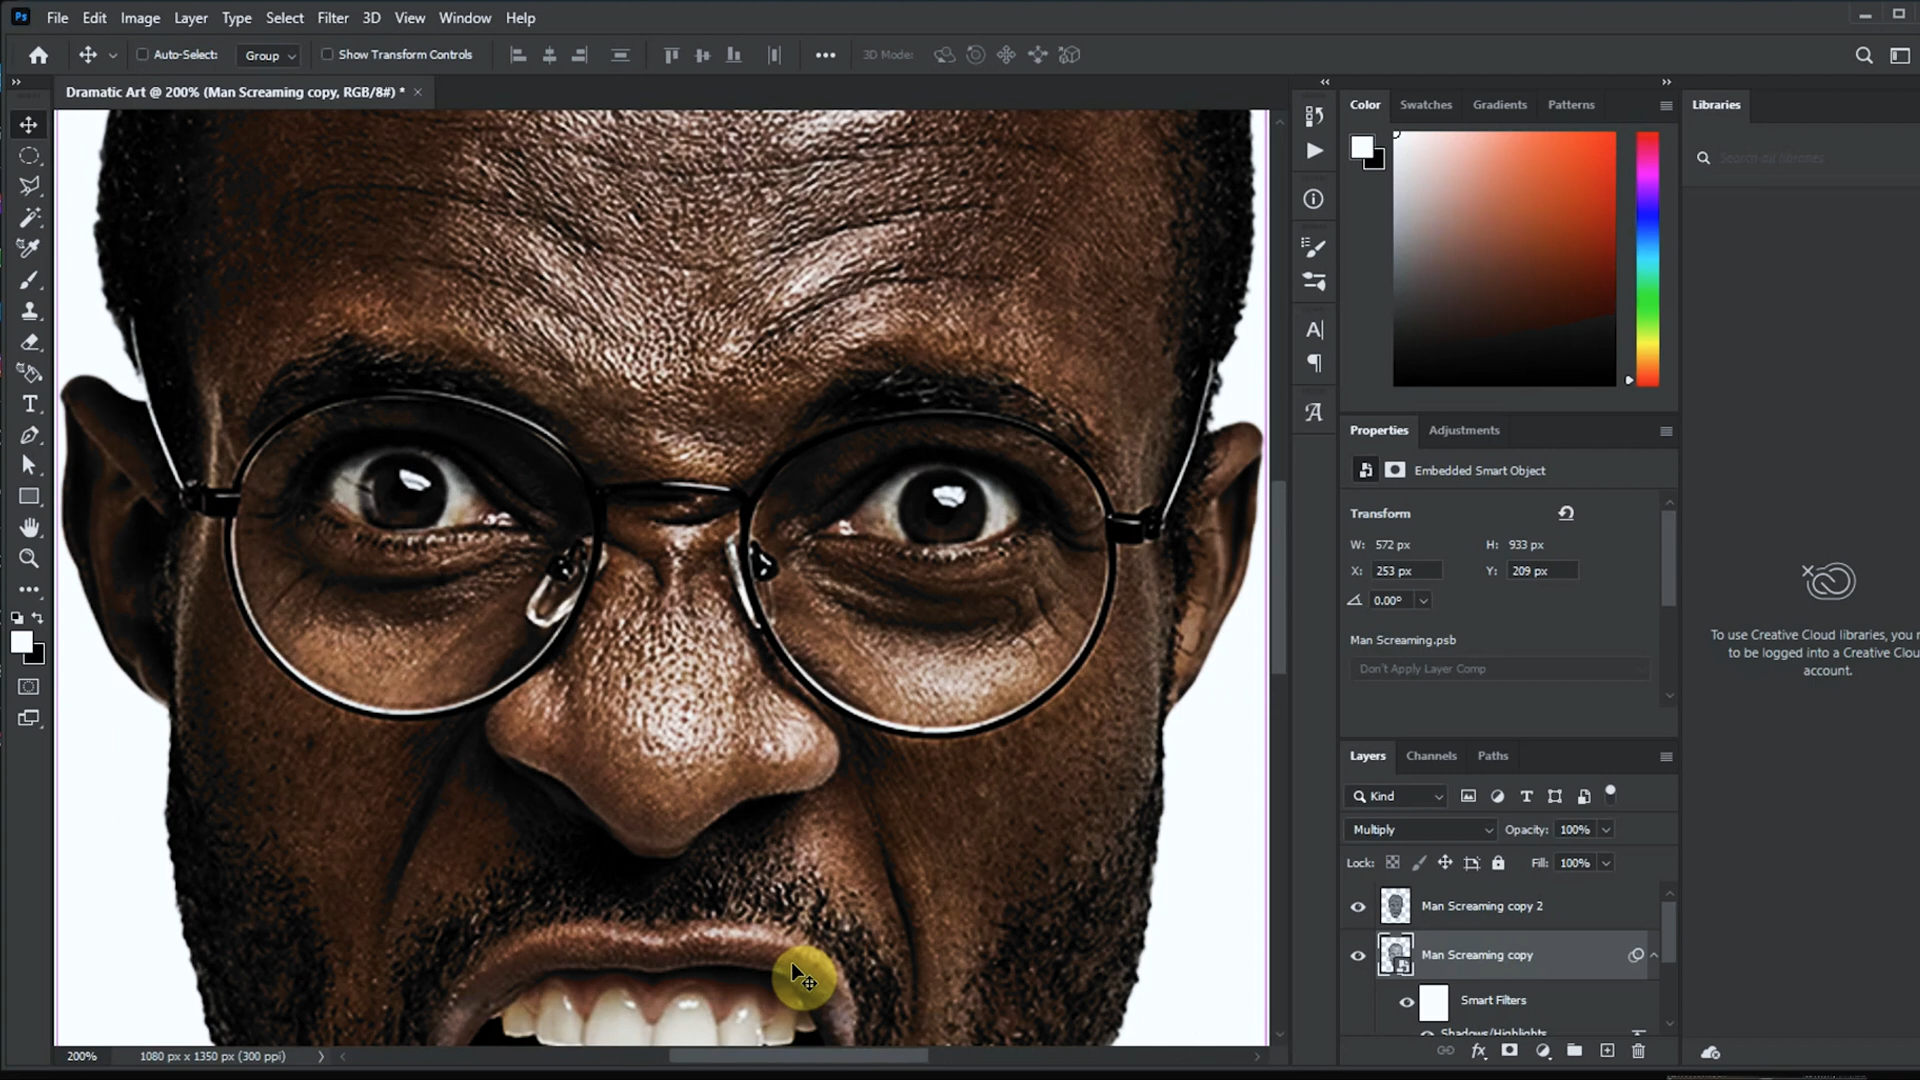 Ps File Edit Image Layer Type Select Filter 3D View Window Help
Auto-Select: Group Show Transform Controls 3D Mode:
Dramatic Art @ 200% (Man Screaming copy, RGB/8#) * ×
Color Swatches Gradients Patterns
Libraries
Search all libraries
Properties Adjustments
Embedded Smart Object
Transform
W: 572 px H: 933 px
X: 253 px Y: 209 px
0.00°
Man Screaming.psb
Don't Apply Layer Comp
To use Creative Cloud libraries, you n
to be logged into a Creative Clou
account.
Layers Channels Paths
Kind
Multiply Opacity: 100%
Lock: Fill: 100%
Man Screaming copy 2
Man Screaming copy
Smart Filters
Shadows/Highlights
200% 1080 px x 1350 px (300 ppi)